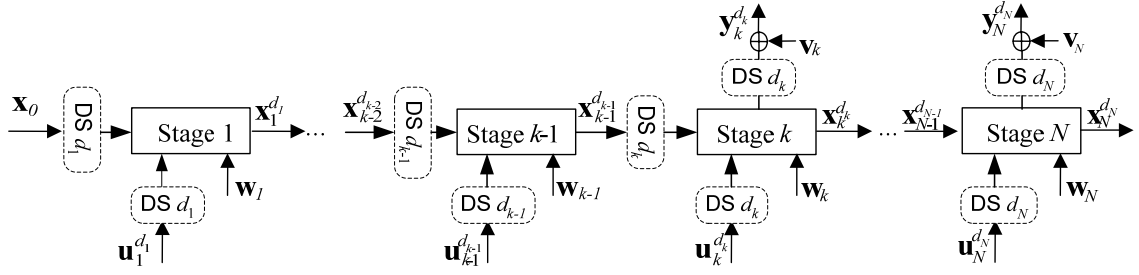 y_k^{d_k}
v_k
DS d_k
y_N^{d_N}
v_N
DS d_N
x_0
DS d_1
Stage 1
x_1^{d_1}
...
x_{k-2}^{d_{k-2}}
DS d_{k-1}
Stage k-1
x_{k-1}^{d_{k-1}}
DS d_k
Stage k
x_k^{d_k}
...
x_{N-1}^{d_{N-1}}
Stage N
x_N^{d_N}
DS d_1
w_1
DS d_{k-1}
w_{k-1}
DS d_k
w_k
DS d_N
w_N
u_1^{d_1}
u_{k-1}^{d_{k-1}}
u_k^{d_k}
u_N^{d_N}